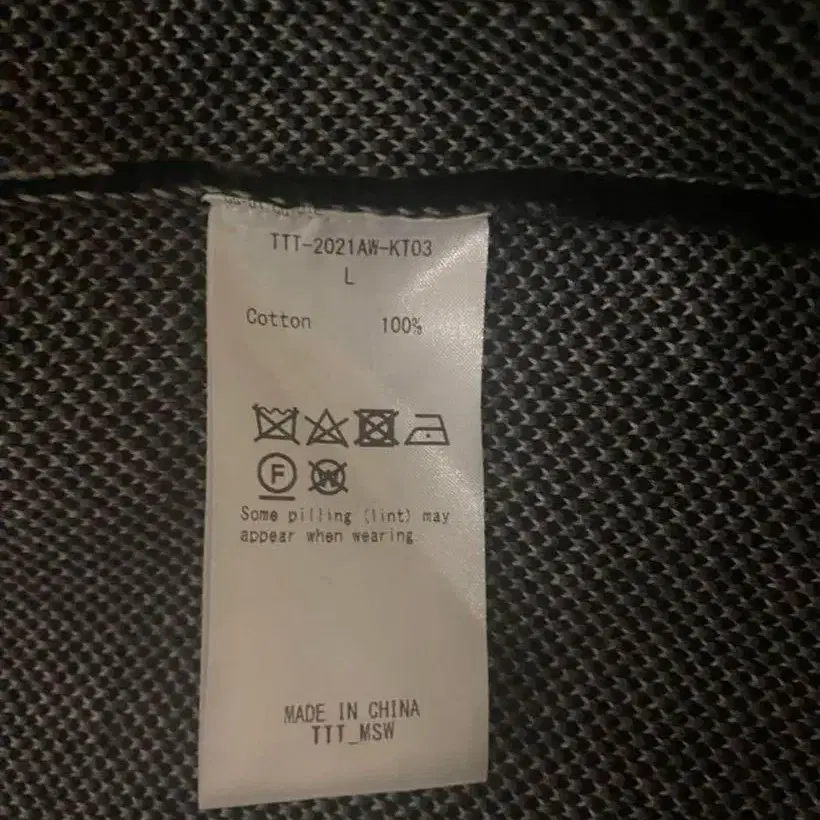 TTT-2021AW-KT03
L
Cotton 100%
F W
Some pilling (lint) may
appear when wearing
MADE IN CHINA
TTT_MSW